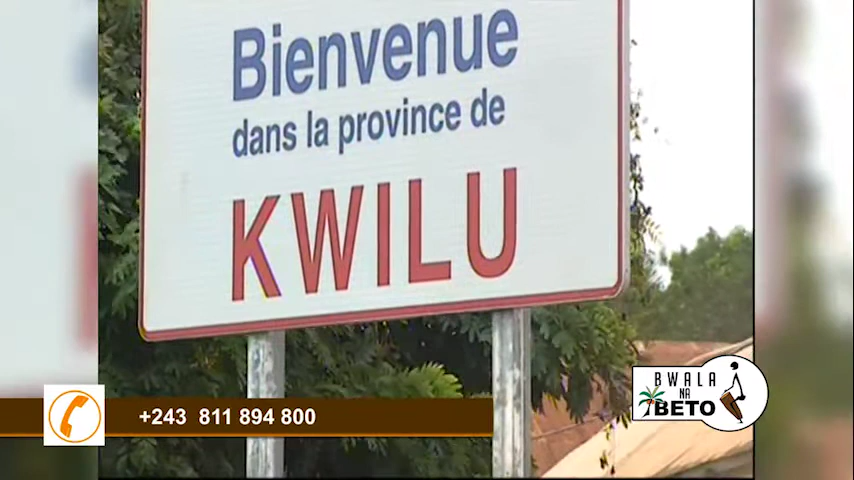 Bienvenue
dans la province de
KWILU
+243 811 894 800
BWALA
NA
BETO